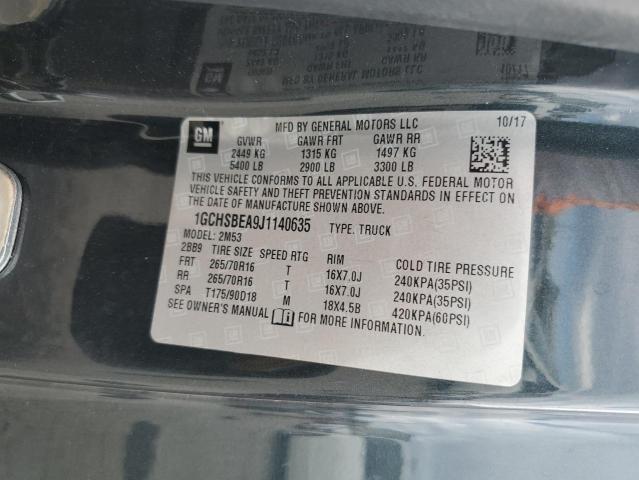 GM
MFD BY GENERAL MOTORS LLC 10/17
GVWR GAWR FRT GAWR RR
2449 KG 1315 KG 1497 KG
5400 LB 2900 LB 3300 LB
THIS VEHICLE CONFORMS TO ALL APPLICABLE U.S. FEDERAL MOTOR
VEHICLE SAFETY AND THEFT PREVENTION STANDARDS IN EFFECT ON
THE DATE OF MANUFACTURE SHOWN ABOVE.
1GCHSBEA9J1140635 TYPE: TRUCK
MODEL: 2M53
2BB9 TIRE SIZE SPEED RTG RIM COLD TIRE PRESSURE
FRT 265/70R16 T 16X7.0J 240KPA(35PSI)
RR 265/70R16 T 16X7.0J 240KPA(35PSI)
SPA T175/90D18 M 18X4.5B 420KPA(60PSI)
SEE OWNER'S MANUAL FOR MORE INFORMATION.